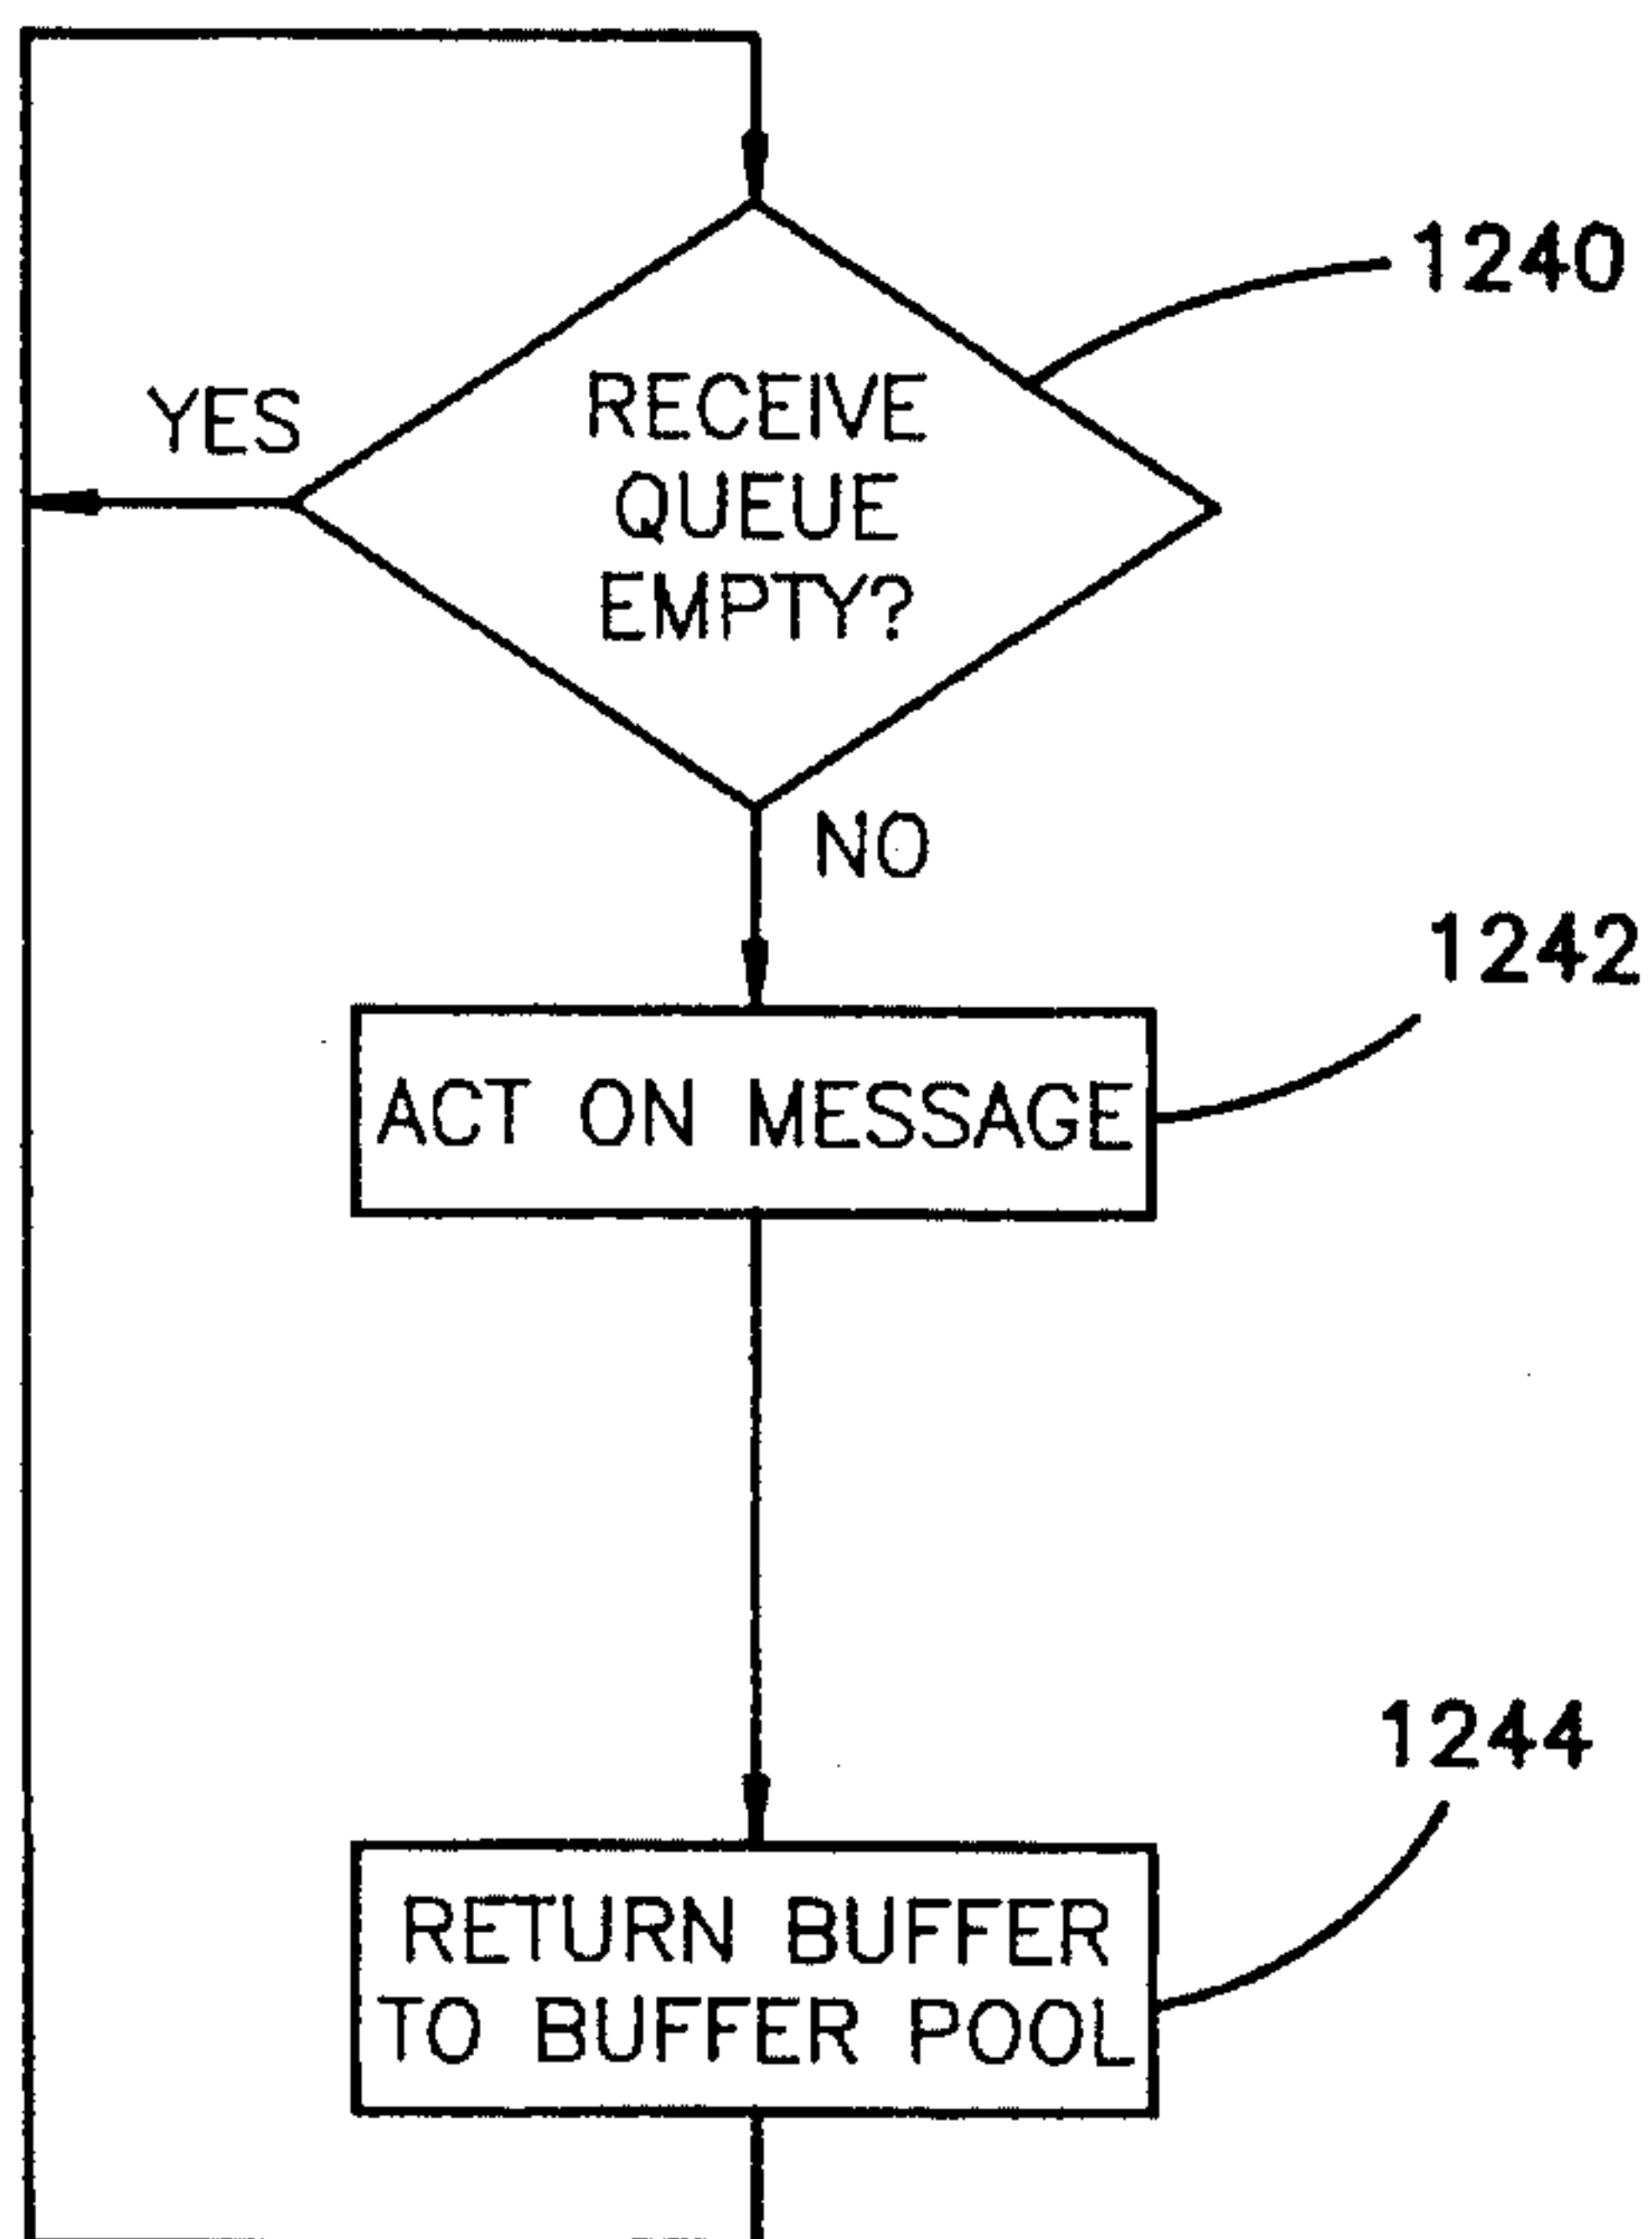 1240
RECEIVE
QUEUE
EMPTY?
YES
NO
1242
ACT ON MESSAGE
1244
RETURN BUFFER
TO BUFFER POOL